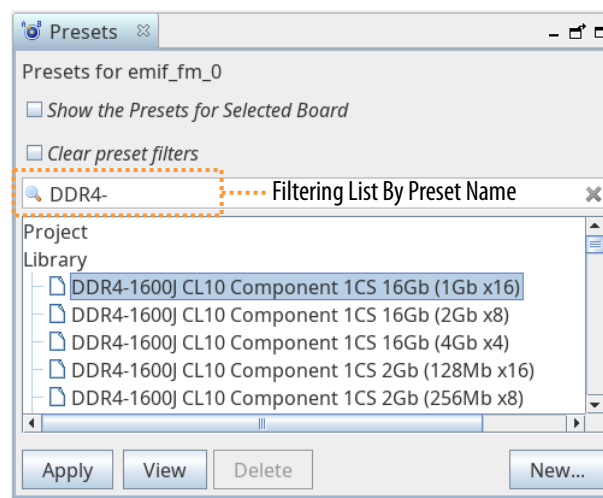 Presets
Presets for emif_fm_0
Show the Presets for Selected Board
Clear preset filters
DDR4- Filtering List By Preset Name
Project
Library
DDR4-1600J CL10 Component 1CS 16Gb (1Gb x16)
DDR4-1600J CL10 Component 1CS 16Gb (2Gb x8)
DDR4-1600J CL10 Component 1CS 16Gb (4Gb x4)
DDR4-1600J CL10 Component 1CS 2Gb (128Mb x16)
DDR4-1600J CL10 Component 1CS 2Gb (256Mb x8)
Apply View Delete New...